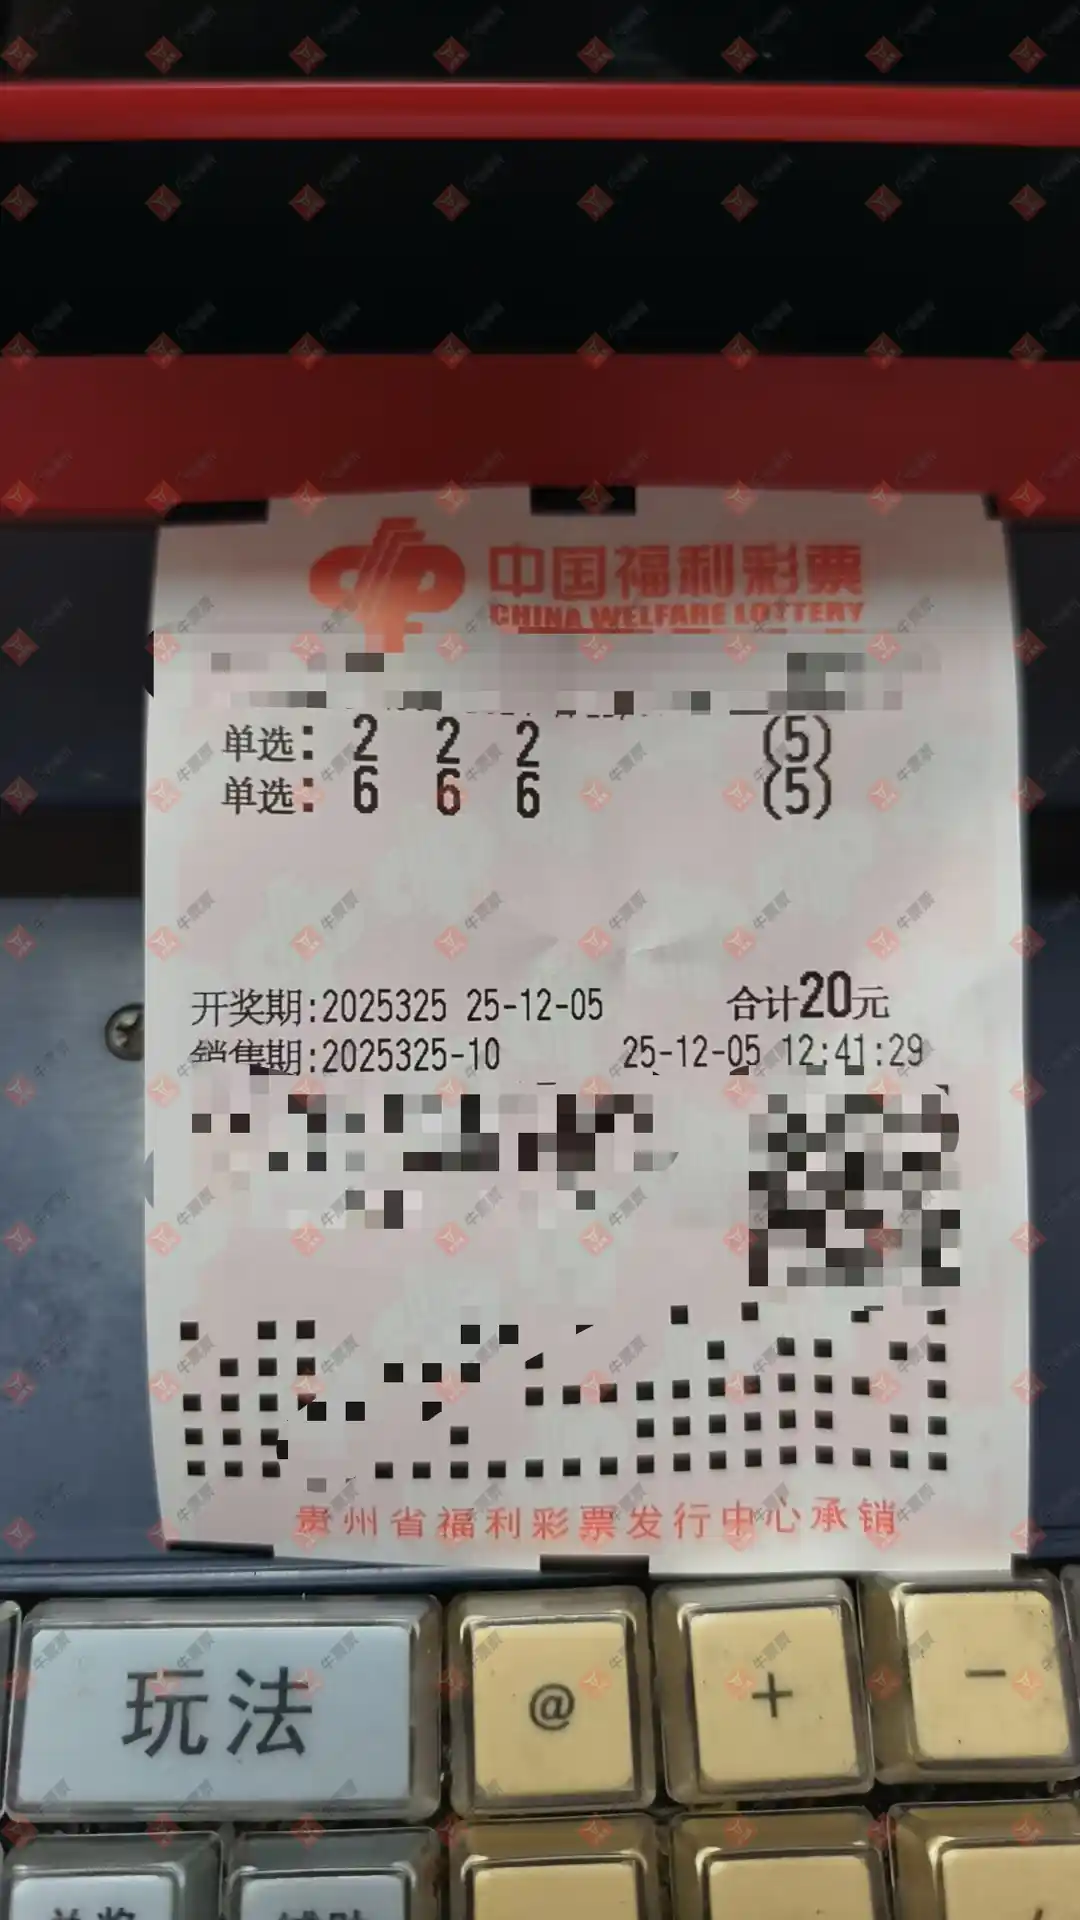 中国福利彩票
CHINA WELFARE LOTTERY
单选: 2 2 2 (5)
单选: 6 6 6 (5)
开奖期:2025325 25-12-05 合计20元
销售期:2025325-10 25-12-05 12:41:29
贵州省福利彩票发行中心承销
玩法 @ + −
牛票票